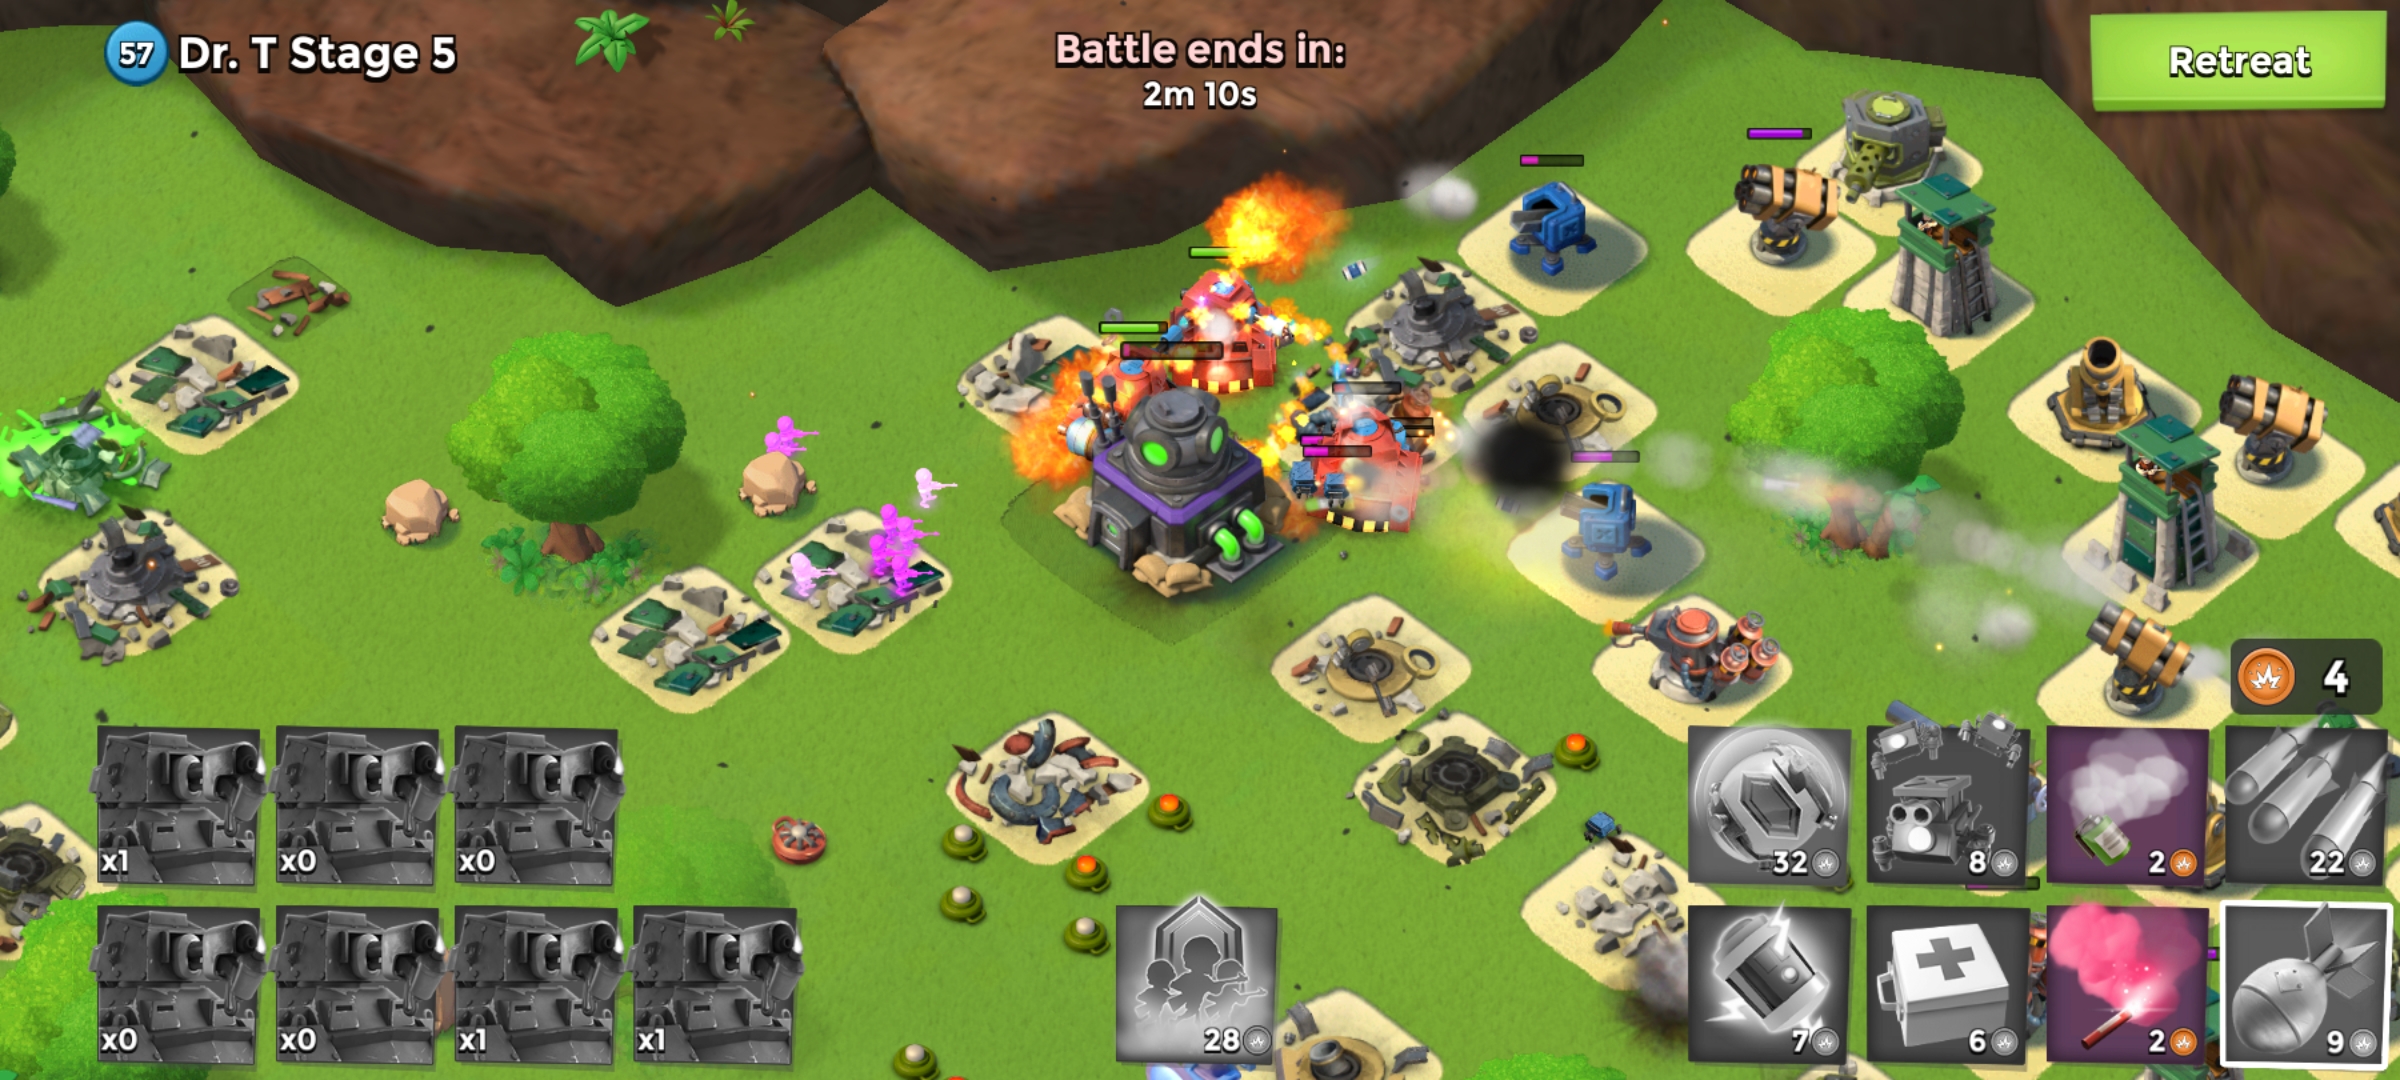 57 Dr. T Stage 5
Battle ends in:
2m 10s
Retreat
4
x1 x0 x0
32 8 2 22
x0 x0 x1 x1
28
7 6 2 9